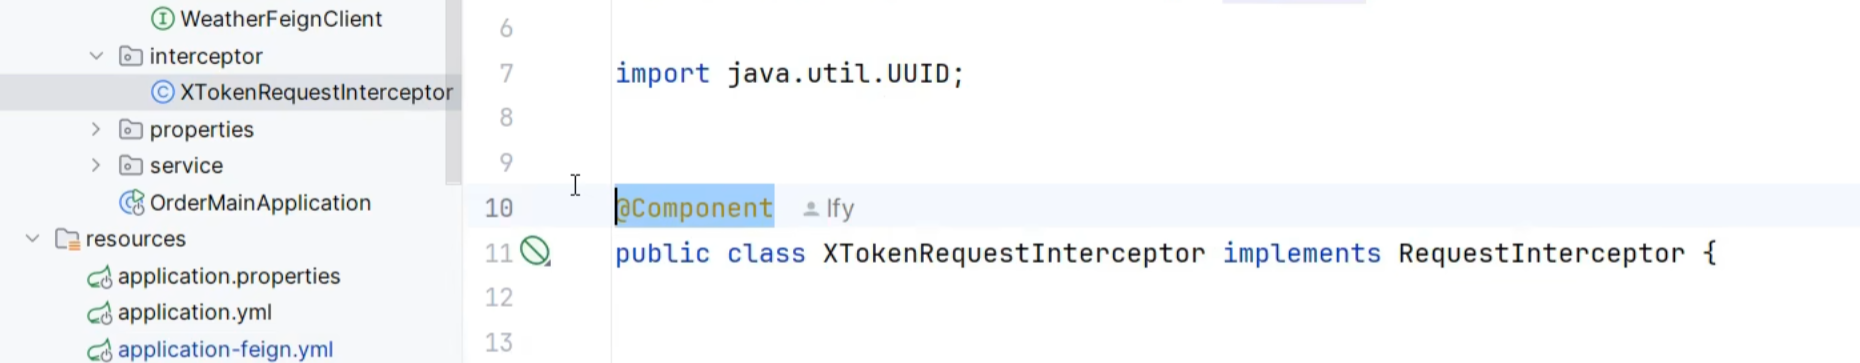 WeatherFeignClient
interceptor
XTokenRequestInterceptor
properties
service
OrderMainApplication
resources
application.properties
application.yml
application-feign.yml
6
7 import java.util.UUID;
8
9
10 @Component lfy
11 public class XTokenRequestInterceptor implements RequestInterceptor {
12
13